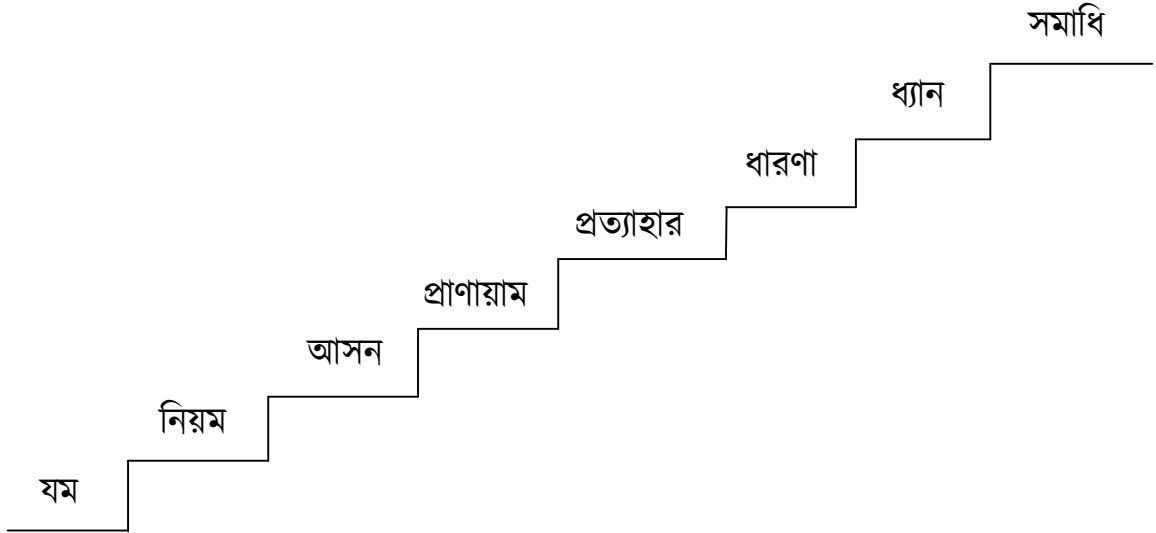 সমাধি
ধ্যান
ধারণা
প্রত্যাহার
প্রাণায়াম
আসন
নিয়ম
যম